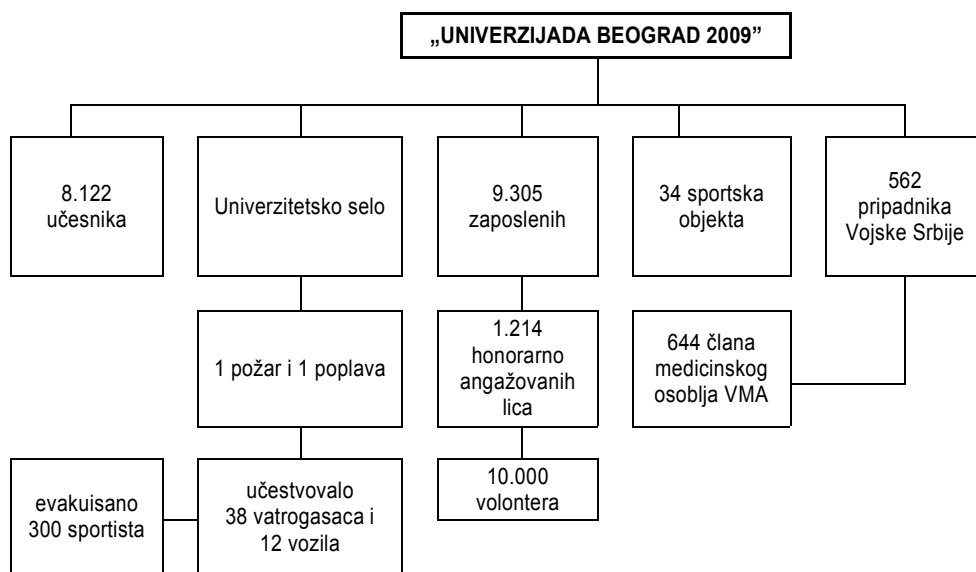 „UNIVERZIJADA BEOGRAD 2009”
8.122
učesnika
Univerzitetsko selo
9.305
zaposlenih
34 sportska
objekta
562
pripadnika
Vojske Srbije
1 požar i 1 poplava
1.214
honorarno
angažovanih
lica
644 člana
medicinskog
osoblja VMA
evakuisano
300 sportista
učestvovalo
38 vatrogasaca i
12 vozila
10.000
volontera